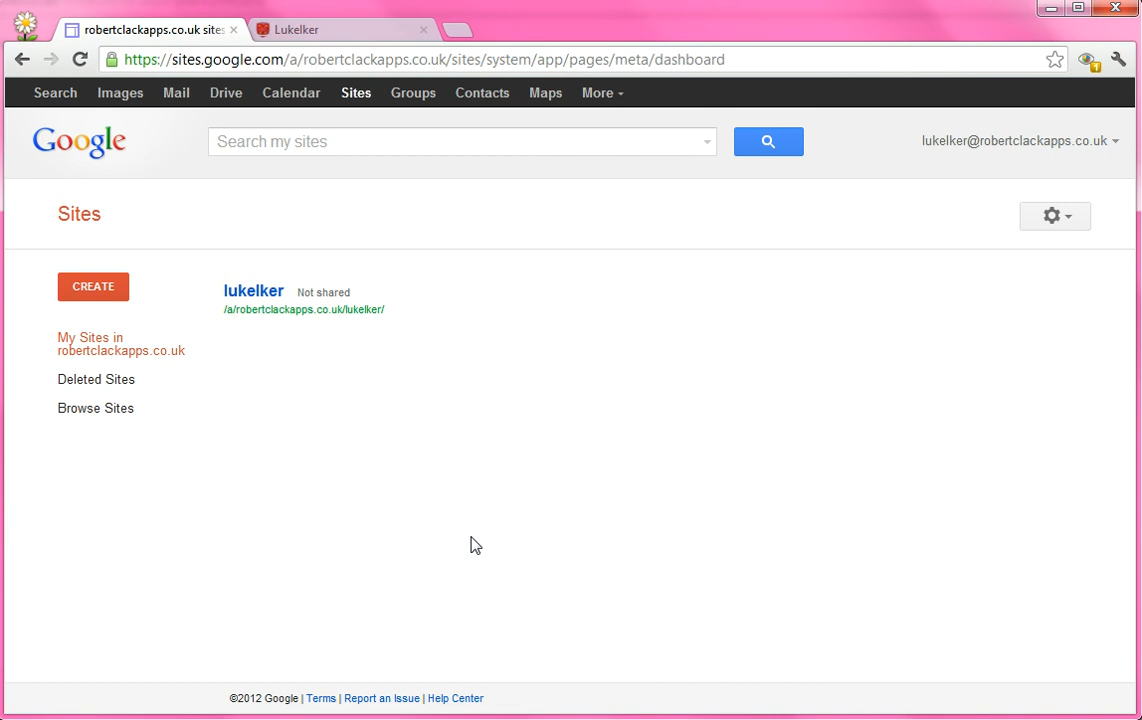 robertclackapps.co.uk sites
Lukelker
https://sites.google.com/a/robertclackapps.co.uk/sites/system/app/pages/meta/dashboard
1
Search Images Mail Drive Calendar Sites Groups Contacts Maps More
Google
Search my sites
lukelker@robertclackapps.co.uk
Sites
CREATE
lukelker Not shared
/a/robertclackapps.co.uk/lukelker/
My Sites in
robertclackapps.co.uk
Deleted Sites
Browse Sites
©2012 Google | Terms | Report an Issue | Help Center